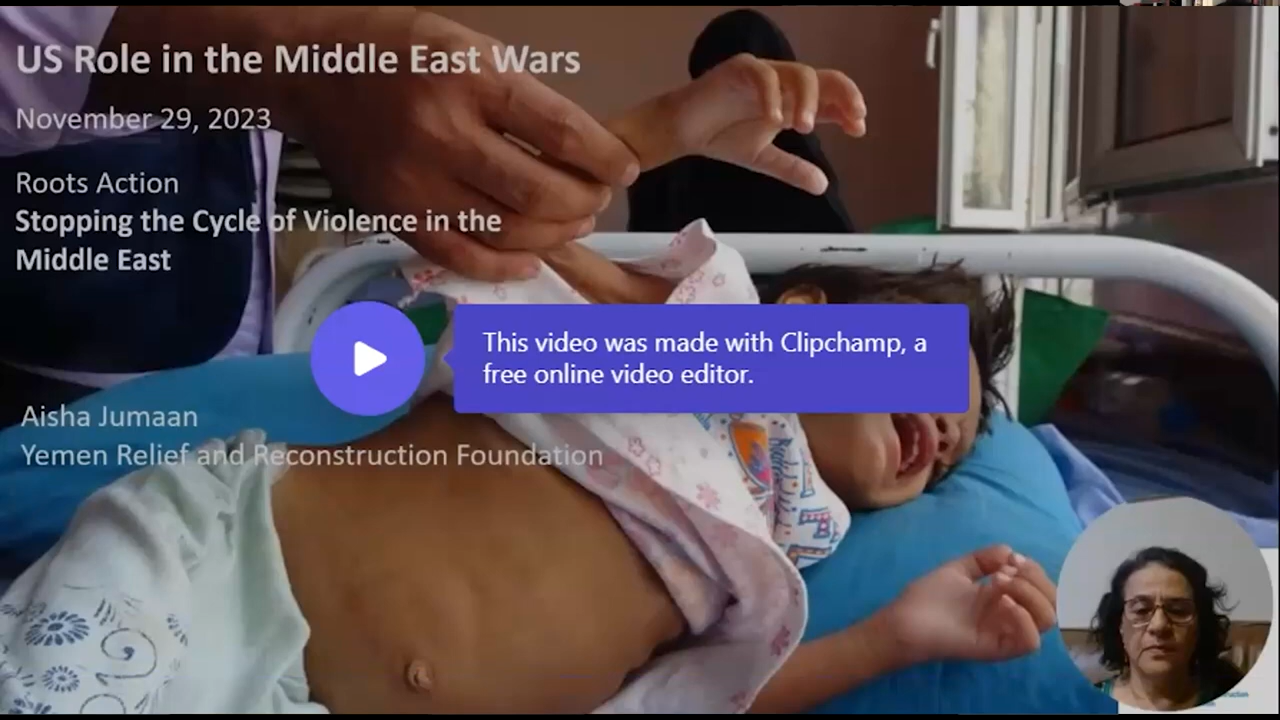 US Role in the Middle East Wars
November 29, 2023
Roots Action
Stopping the Cycle of Violence in the
Middle East
This video was made with Clipchamp, a
free online video editor.
Aisha Jumaan
Yemen Relief and Reconstruction Foundation